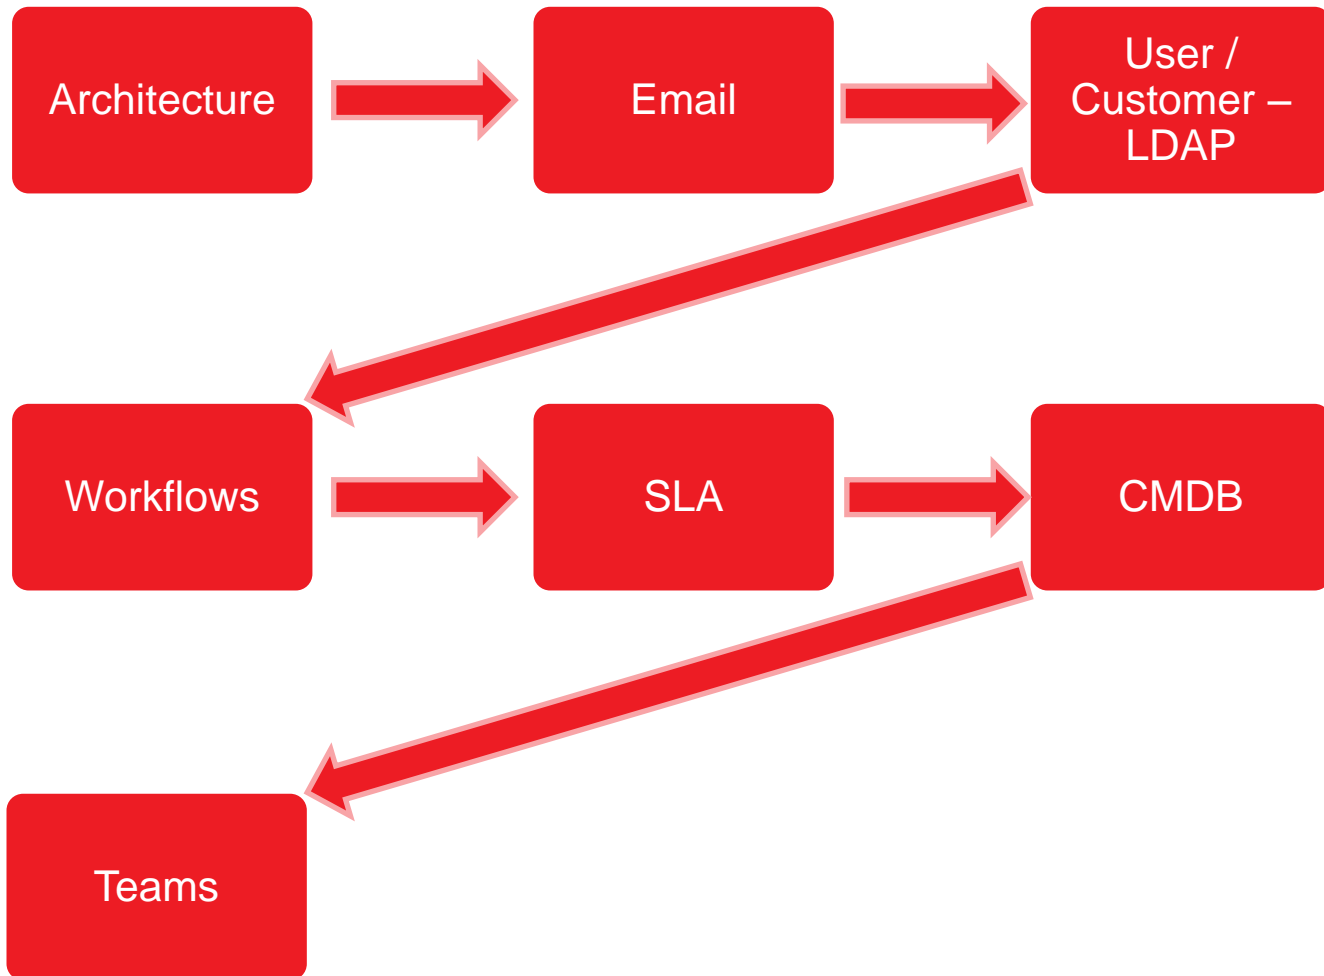 Architecture
Email
User /
Customer –
LDAP
Workflows
SLA
CMDB
Teams